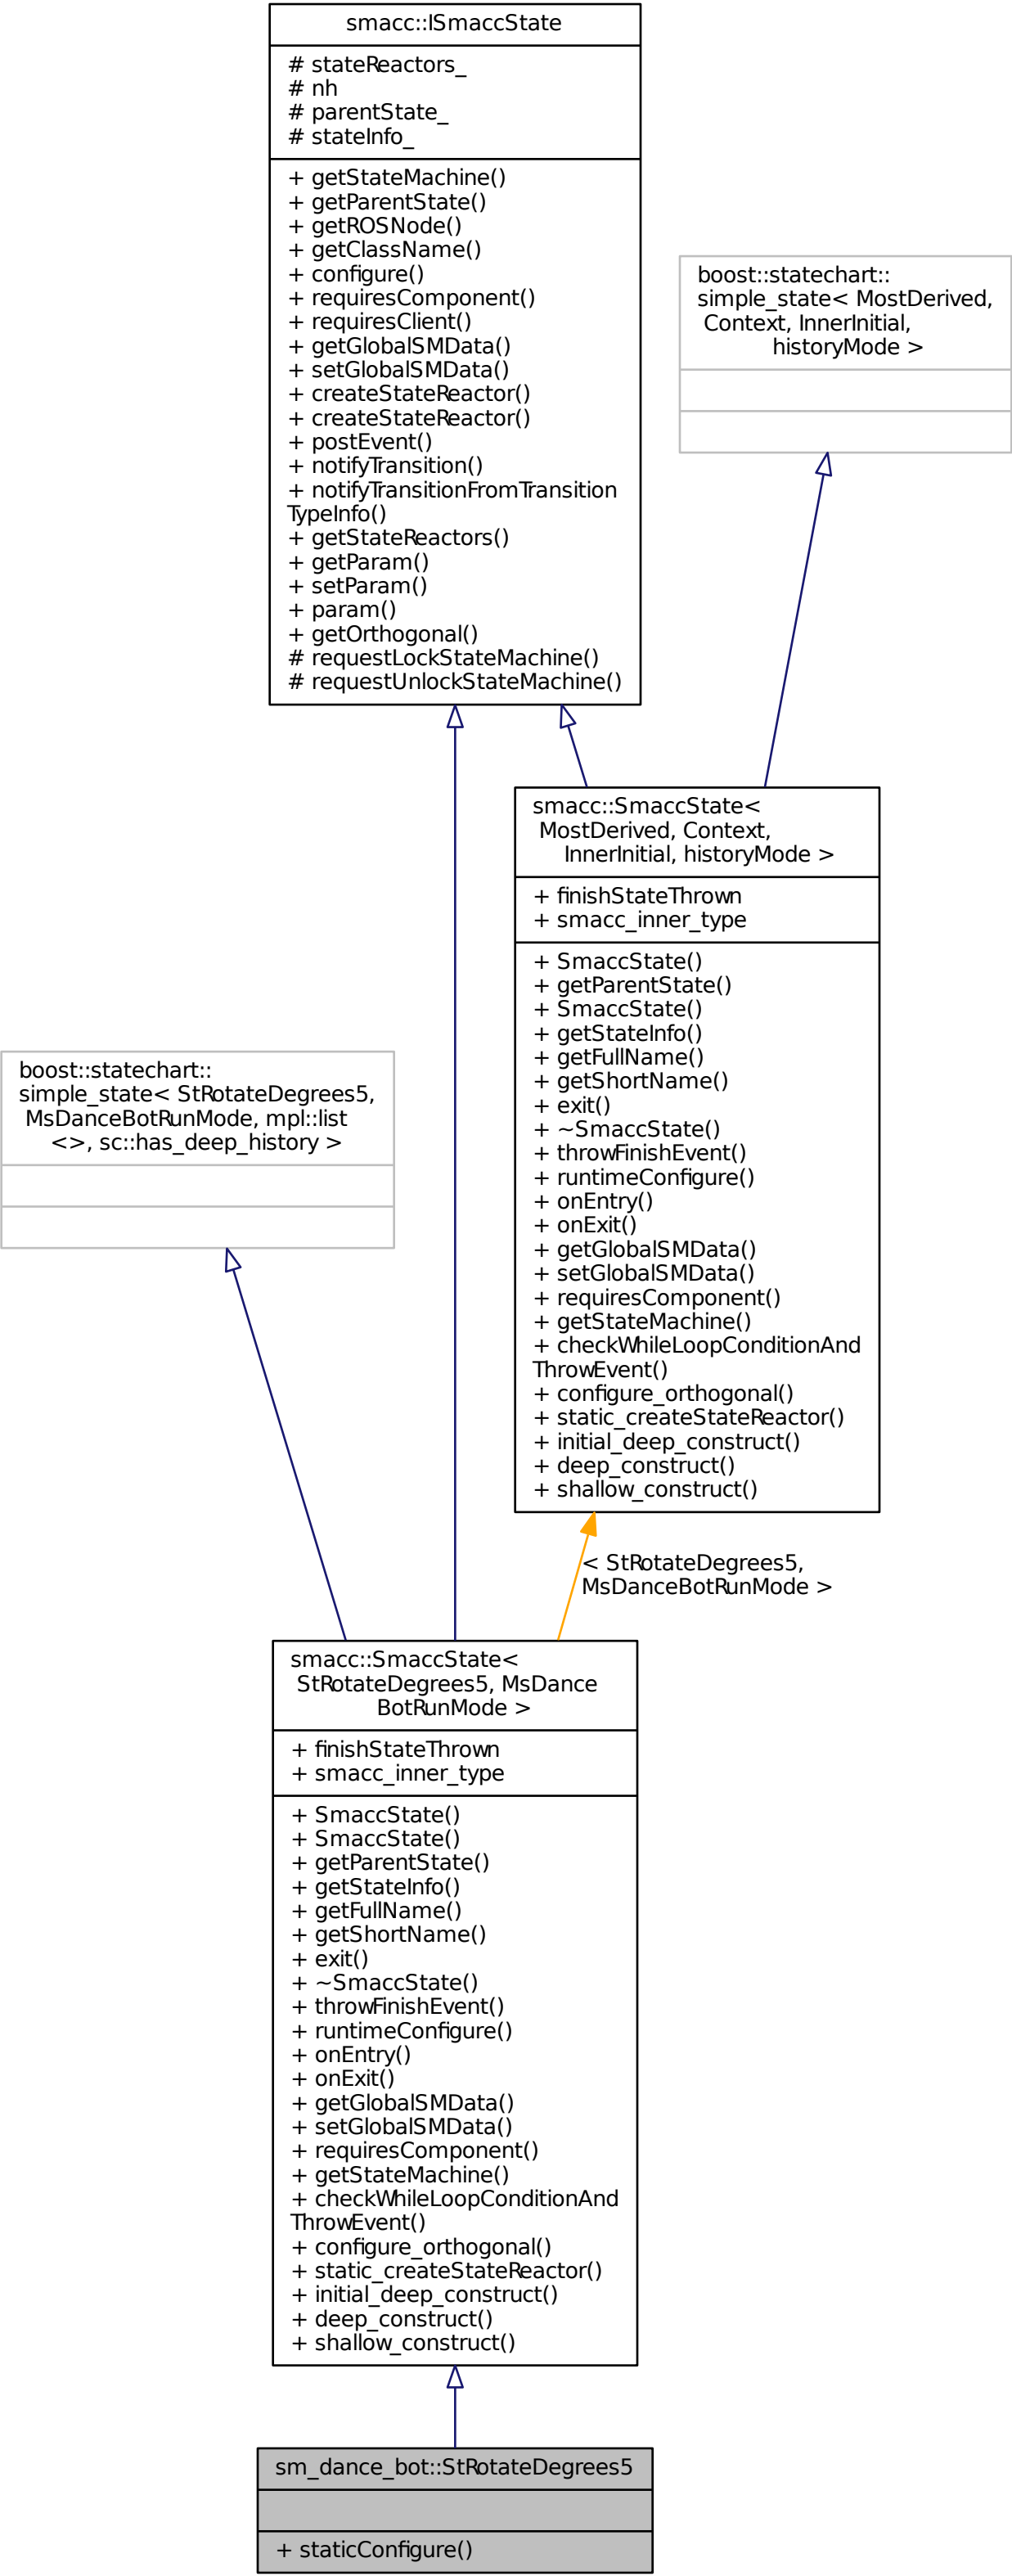 smacc::ISmaccState
# stateReactors_
# nh
# parentState_
# stateInfo_
+ getStateMachine()
+ getParentState()
+ getROSNode()
+ getClassName()
+ configure()
+ requiresComponent()
+ requiresClient()
+ getGlobalSMData()
+ setGlobalSMData()
+ createStateReactor()
+ createStateReactor()
+ postEvent()
+ notifyTransition()
+ notifyTransitionFromTransition
TypeInfo()
+ getStateReactors()
+ getParam()
+ setParam()
+ param()
+ getOrthogonal()
# requestLockStateMachine()
# requestUnlockStateMachine()
boost::statechart::
simple_state< MostDerived,
Context, InnerInitial,
historyMode >
smacc::SmaccState<
MostDerived, Context,
InnerInitial, historyMode >
+ finishStateThrown
+ smacc_inner_type
+ SmaccState()
+ getParentState()
+ SmaccState()
+ getStateInfo()
+ getFullName()
+ getShortName()
+ exit()
+ ~SmaccState()
+ throwFinishEvent()
+ runtimeConfigure()
+ onEntry()
+ onExit()
+ getGlobalSMData()
+ setGlobalSMData()
+ requiresComponent()
+ getStateMachine()
+ checkWhileLoopConditionAnd
ThrowEvent()
+ configure_orthogonal()
+ static_createStateReactor()
+ initial_deep_construct()
+ deep_construct()
+ shallow_construct()
boost::statechart::
simple_state< StRotateDegrees5,
MsDanceBotRunMode, mpl::list
<>, sc::has_deep_history >
< StRotateDegrees5,
MsDanceBotRunMode >
smacc::SmaccState<
StRotateDegrees5, MsDance
BotRunMode >
+ finishStateThrown
+ smacc_inner_type
+ SmaccState()
+ SmaccState()
+ getParentState()
+ getStateInfo()
+ getFullName()
+ getShortName()
+ exit()
+ ~SmaccState()
+ throwFinishEvent()
+ runtimeConfigure()
+ onEntry()
+ onExit()
+ getGlobalSMData()
+ setGlobalSMData()
+ requiresComponent()
+ getStateMachine()
+ checkWhileLoopConditionAnd
ThrowEvent()
+ configure_orthogonal()
+ static_createStateReactor()
+ initial_deep_construct()
+ deep_construct()
+ shallow_construct()
sm_dance_bot::StRotateDegrees5
+ staticConfigure()